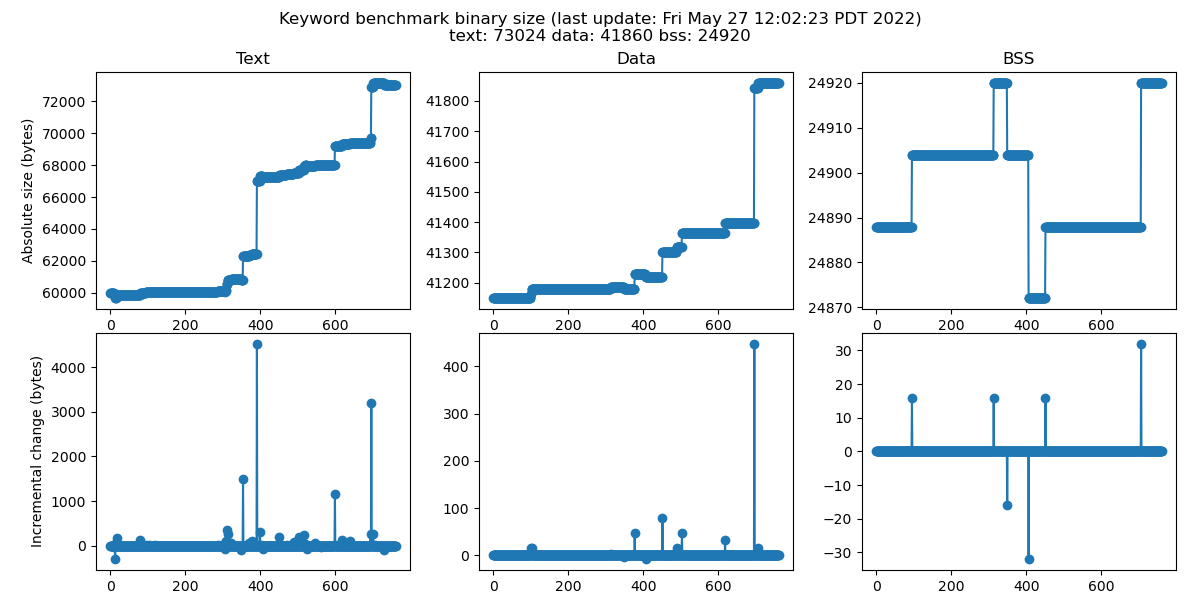 Keyword benchmark binary size (last update: Fri May 27 12:02:23 PDT 2022)
text: 73024 data: 41860 bss: 24920
Text
Absolute size (bytes)
72000
70000
68000
66000
64000
62000
60000
0 200 400 600
Data
41800
41700
41600
41500
41400
41300
41200
0 200 400 600
BSS
24920
24910
24900
24890
24880
24870
0 200 400 600
Incremental change (bytes)
4000
3000
2000
1000
0
0 200 400 600
400
300
200
100
0
0 200 400 600
30
20
10
0
−10
−20
−30
0 200 400 600